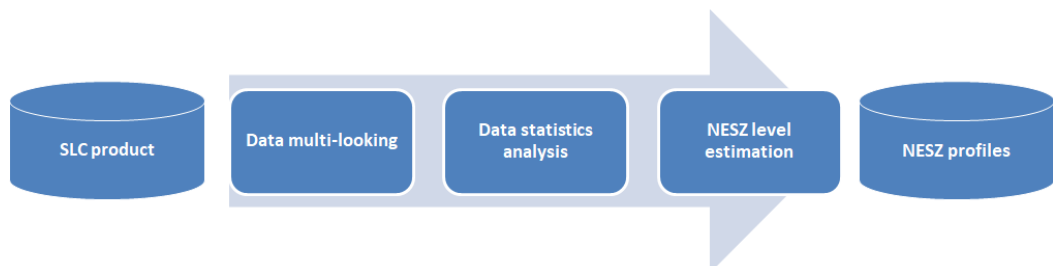 SLC product
Data multi-looking
Data statistics
analysis
NESZ level
estimation
NESZ profiles